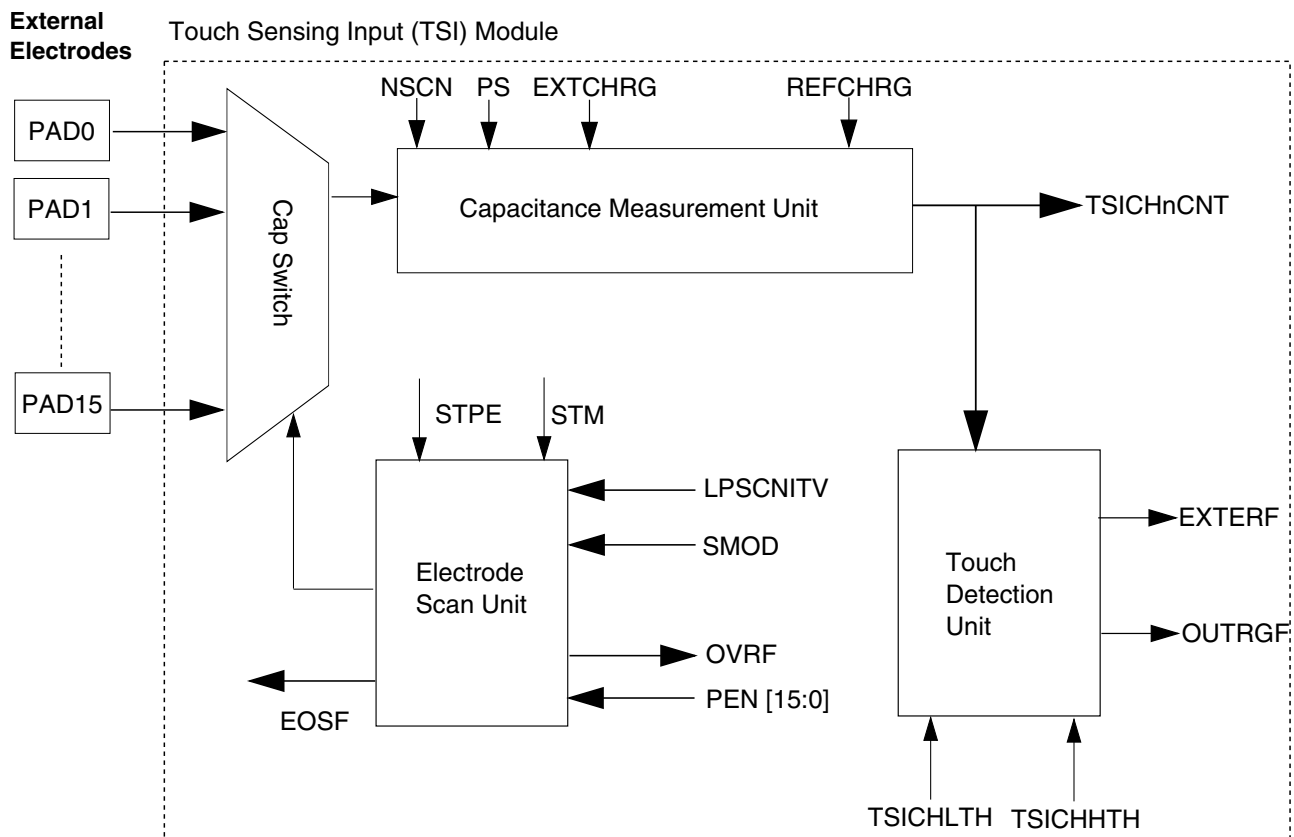 External
Electrodes
Touch Sensing Input (TSI) Module
NSCN PS EXTCHRG REFCHRG
PAD0
PAD1
PAD15
Cap Switch
Capacitance Measurement Unit
TSICHnCNT
STPE STM
LPSCNITV
SMOD
Electrode
Scan Unit
OVRF
PEN [15:0]
EOSF
Touch
Detection
Unit
EXTERF
OUTRGF
TSICHLTH TSICHHTH